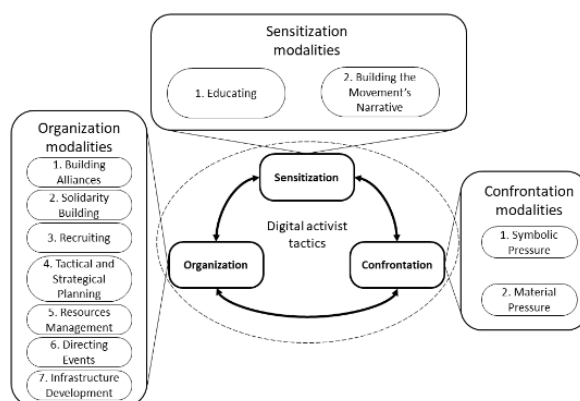 Sensitization
modalities
1. Educating
2. Building the
Movement's
Narrative
Organization
modalities
1. Building
Alliances
2. Solidarity
Building
3. Recruiting
4. Tactical and
Strategical
Planning
5. Resources
Management
6. Directing
Events
7. Infrastructure
Development
Sensitization
Digital activist
tactics
Organization
Confrontation
Confrontation
modalities
1. Symbolic
Pressure
2. Material
Pressure